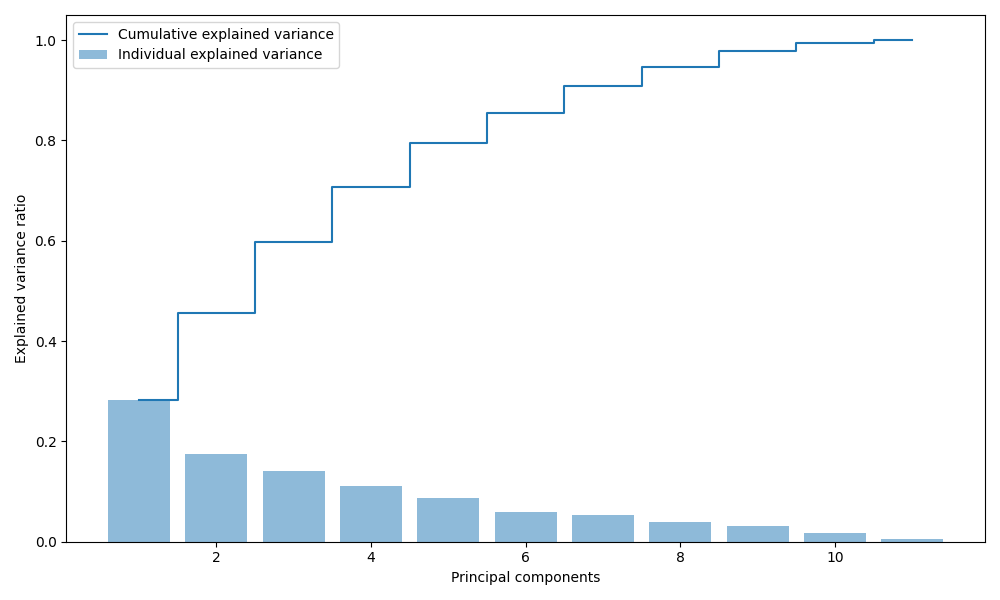 Cumulative explained variance
Individual explained variance
Explained variance ratio
1.0
0.8
0.6
0.4
0.2
0.0
2 4 6 8 10
Principal components